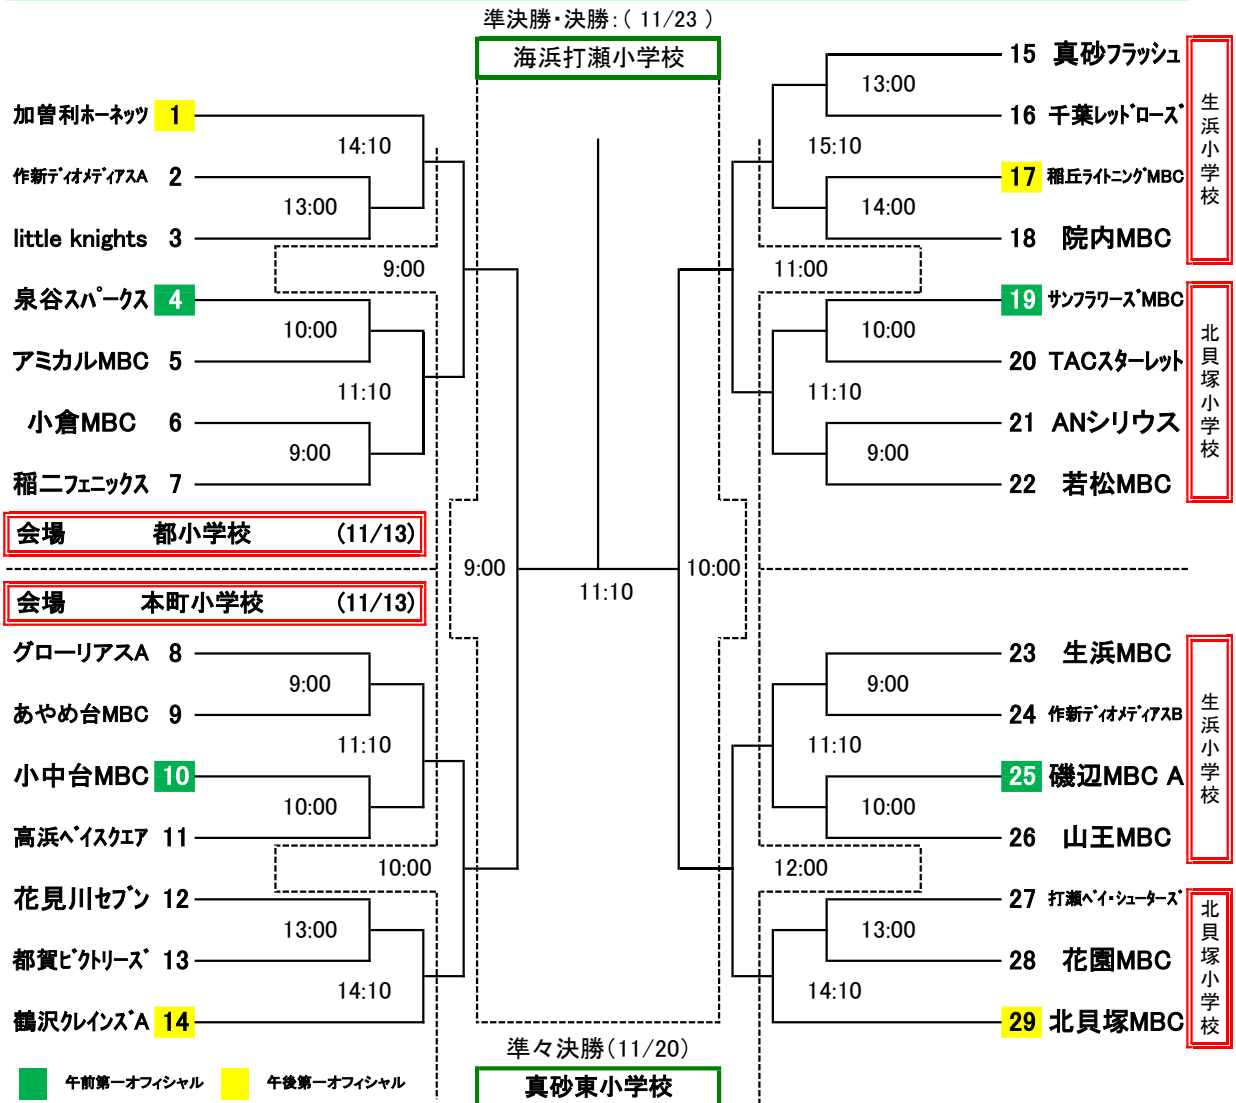 準決勝・決勝:( 11/23 )
海浜打瀬小学校
加曽利ホーネッツ 1
14:10
作新ディオメディアスA 2
13:00
little knights 3
9:00
泉谷スパークス 4
10:00
アミカルMBC 5
11:10
小倉MBC 6
9:00
稲二フェニックス 7
会場 都小学校 (11/13)
9:00
会場 本町小学校 (11/13)
グローリアスA 8
9:00
あやめ台MBC 9
11:10
小中台MBC 10
10:00
高浜ベイスクエア 11
10:00
花見川セブン 12
13:00
都賀ビクトリーズ 13
14:10
鶴沢クレインズA 14
11:10
15 真砂フラッシュ
13:00
16 千葉レッドローズ
15:10
17 稲丘ライトニングMBC
14:00
18 院内MBC
生浜小学校
11:00
19 サンフラワーズMBC
10:00
20 TACスターレット
11:10
21 ANシリウス
9:00
22 若松MBC
北貝塚小学校
10:00
23 生浜MBC
9:00
24 作新ディオメディアスB
11:10
25 磯辺MBC A
10:00
26 山王MBC
生浜小学校
12:00
27 打瀬ベイ・シューターズ
13:00
28 花園MBC
14:10
29 北貝塚MBC
北貝塚小学校
準々決勝(11/20)
真砂東小学校
午前第一オフィシャル 午後第一オフィシャル